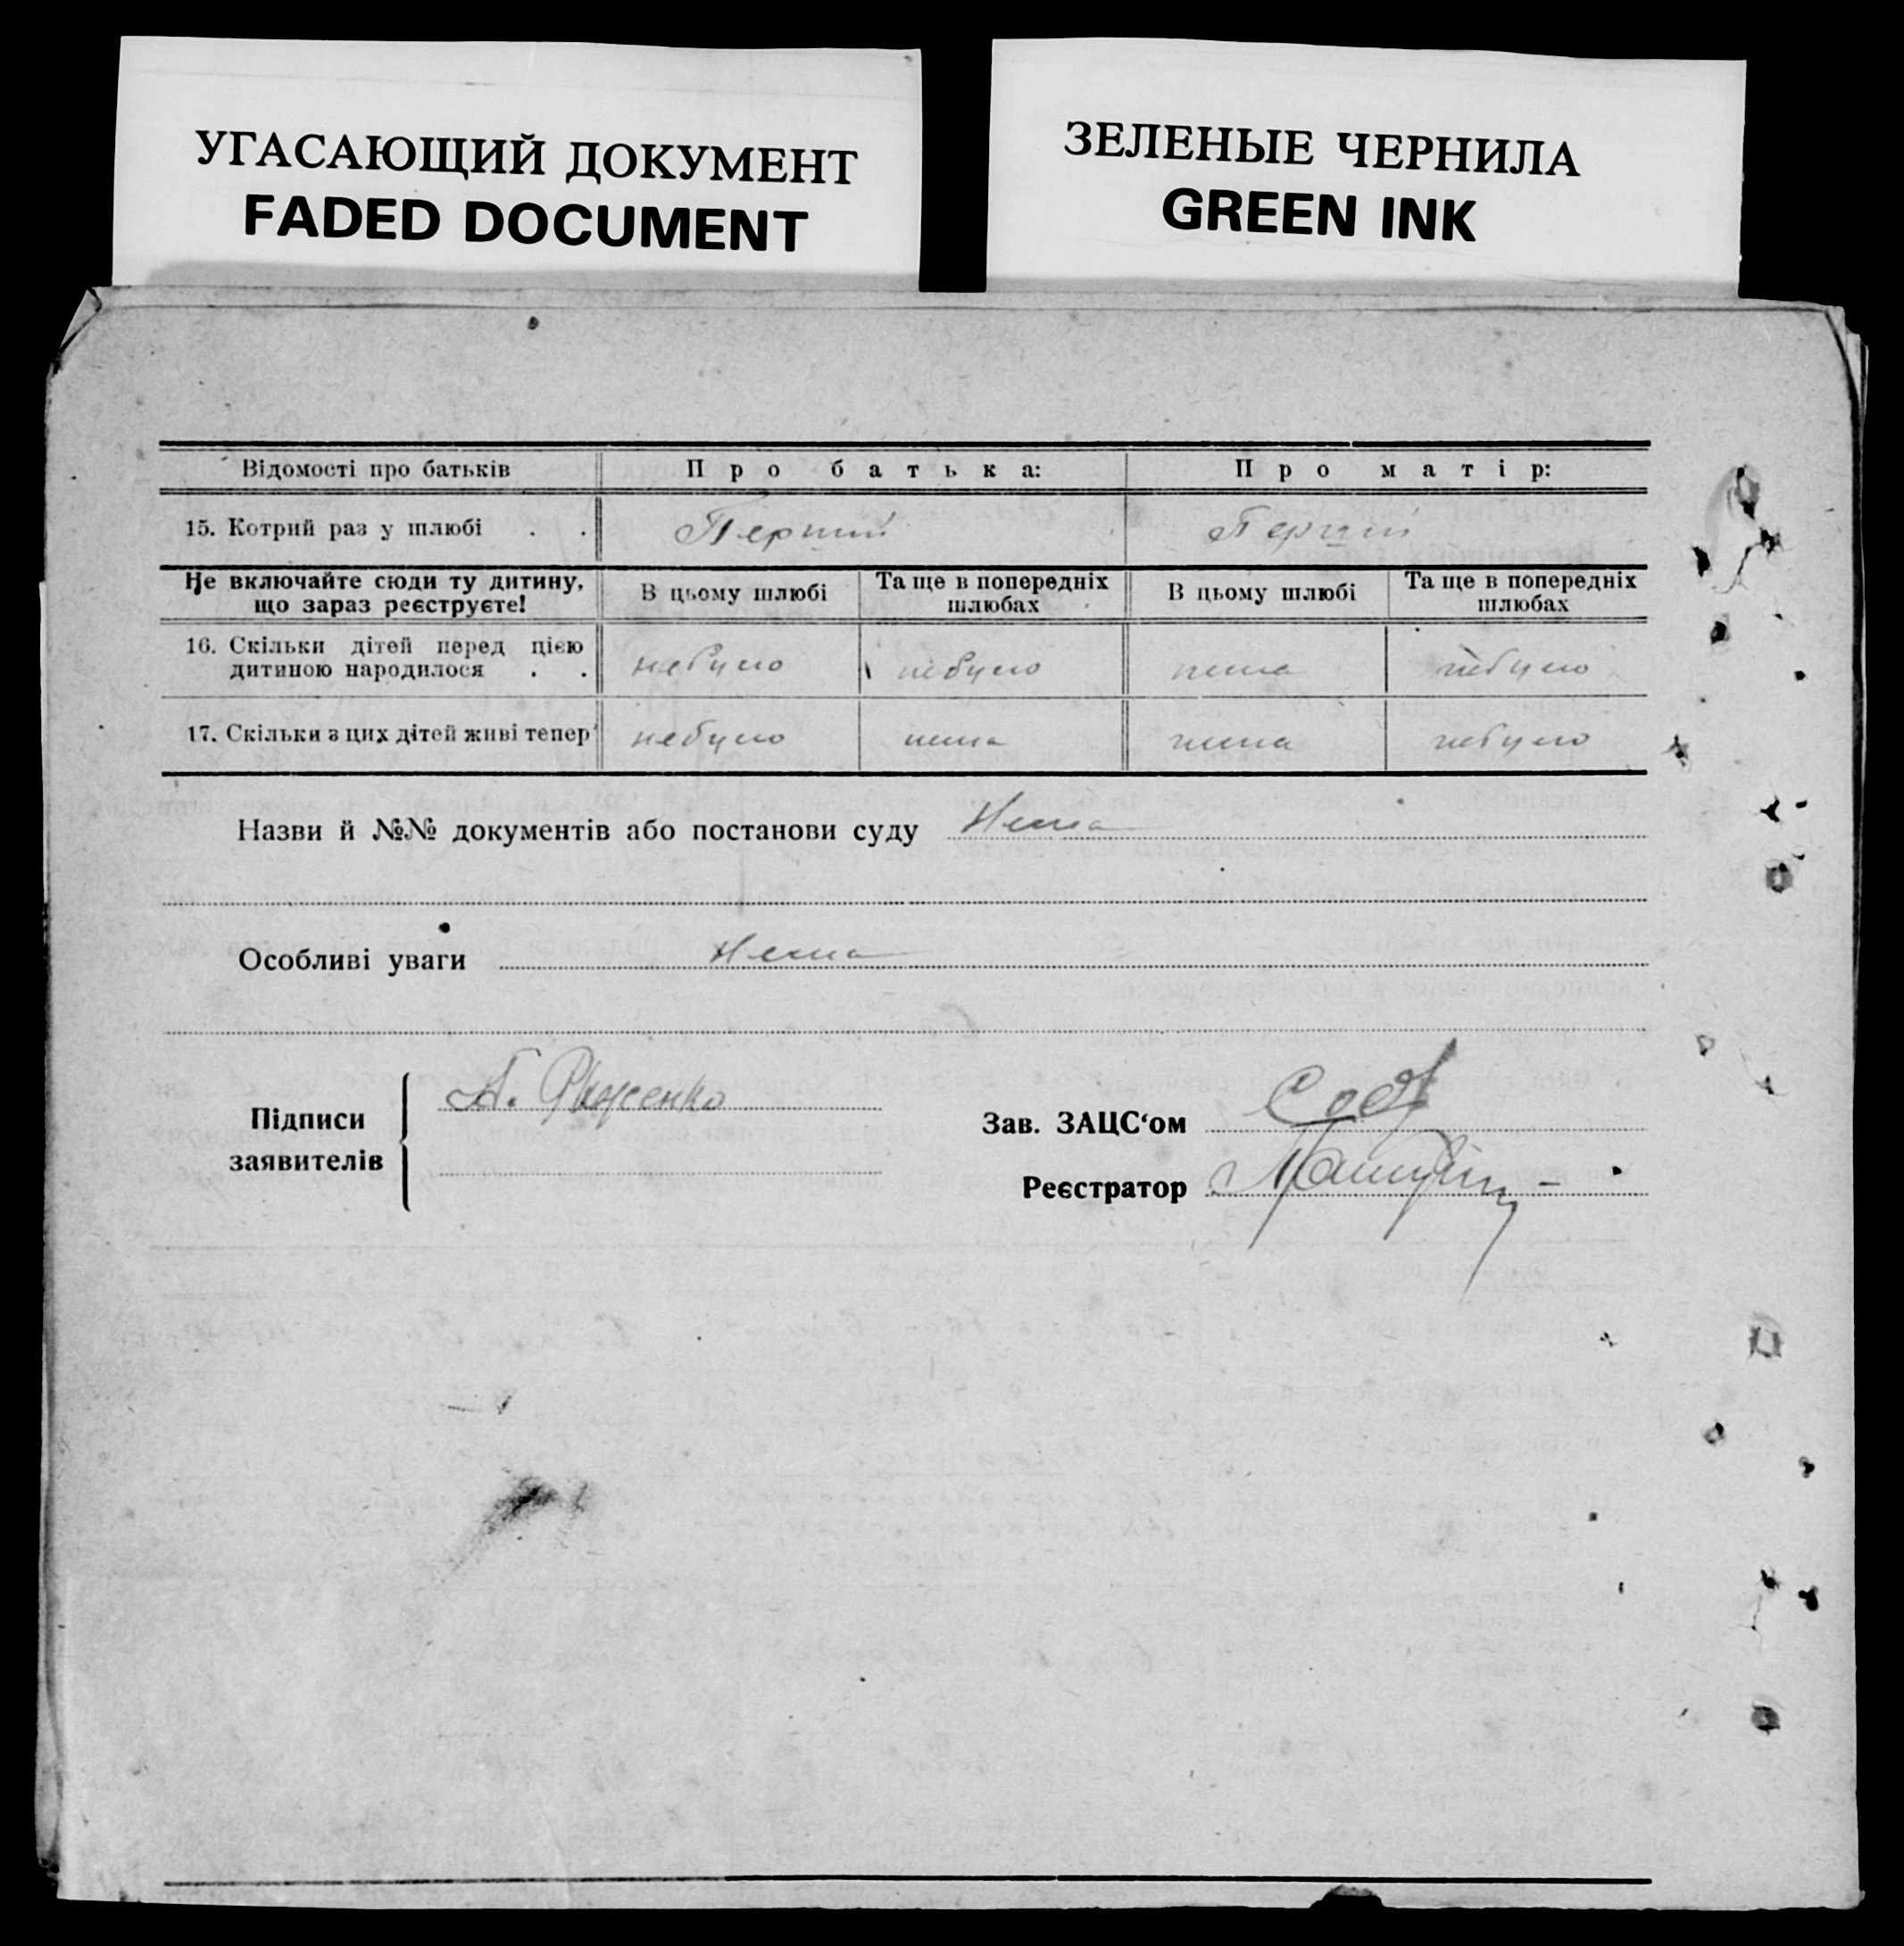 УГАСАЮЩИЙ ДОКУМЕНТ
FADED DOCUMENT
ЗЕЛЕНЫЕ ЧЕРНИЛА
GREEN INK
Відомості про батьків Про батька: Про матір:
15. Котрий раз у шлюбі . . Перший Перший
Не включайте сюди ту дитину, що зараз реєструєте! В цьому шлюбі Та ще в попередніх шлюбах В цьому шлюбі Та ще в попередніх шлюбах
16. Скільки дітей перед цією дитиною народилося . . небуло небуло нема небуло
17. Скільки з цих дітей живі тепер небуло нема нема небуло
Назви й №№ документів або постанови суду Нема
Особливі уваги Нема
Підписи заявителів А. Рыженко
Зав. ЗАЦС‘ом
Реєстратор